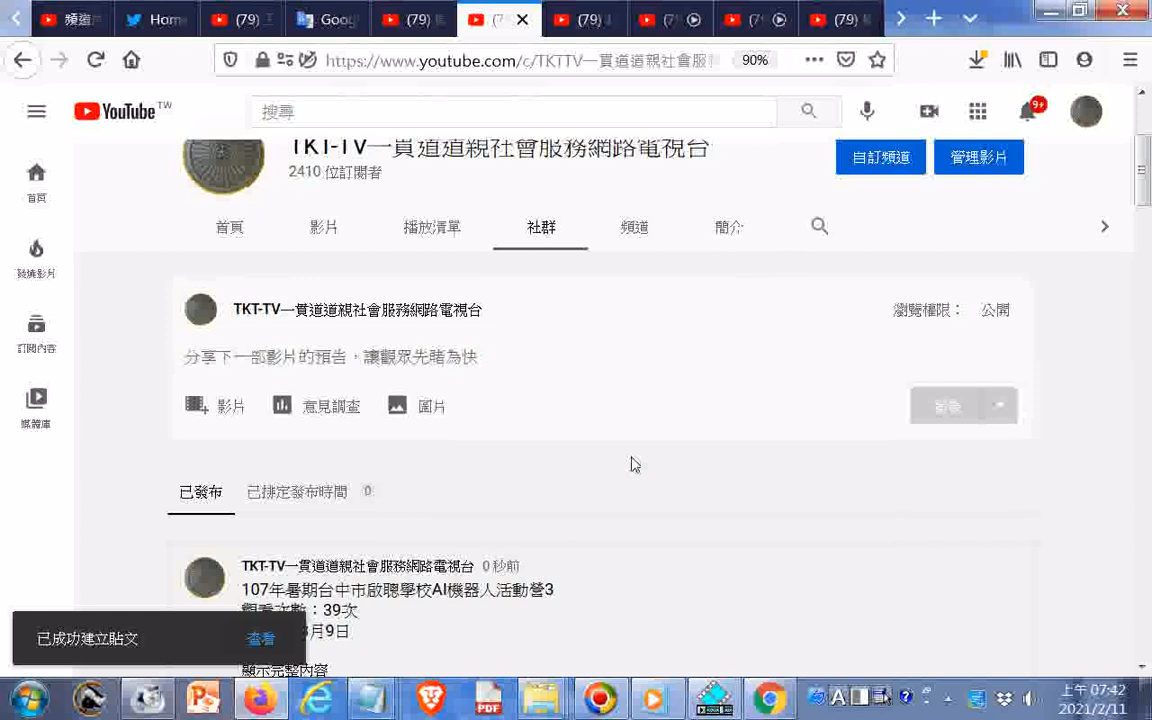 頻道
Home
(79)
Goog
(79)
(79)
(79)
https://www.youtube.com/c/TKTTV一貫道道親社會服務
90%
YouTube TW
搜尋
9+
TKT-TV一貫道道親社會服務網路電視台
2410 位訂閱者
自訂頻道
管理影片
首頁
影片
播放清單
社群
頻道
簡介
首頁
發燒影片
訂閱內容
媒體庫
TKT-TV一貫道道親社會服務網路電視台
瀏覽權限：
公開
分享下一部影片的預告，讓觀眾先睹為快
影片
意見調查
圖片
已發布
已排定發布時間 0
TKT-TV一貫道道親社會服務網路電視台 0 秒前
107年暑期台中市啟聰學校AI機器人活動營3
觀看次數：39次
月9日
顯示完整內容
已成功建立貼文
查看
PDF
上午 07:42
2021/2/11